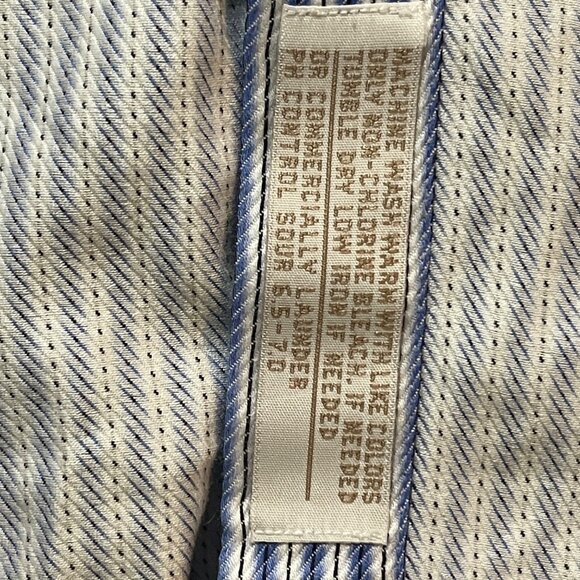 MACHINE WASH WARM WITH LIKE COLORS
ONLY NON-CHLORINE BLEACH, IF NEEDED
TUMBLE DRY LOW IRON IF NEEDED
OR COMMERCIALLY LAUNDER
PH CONTROL SOUR 6.5-7.0